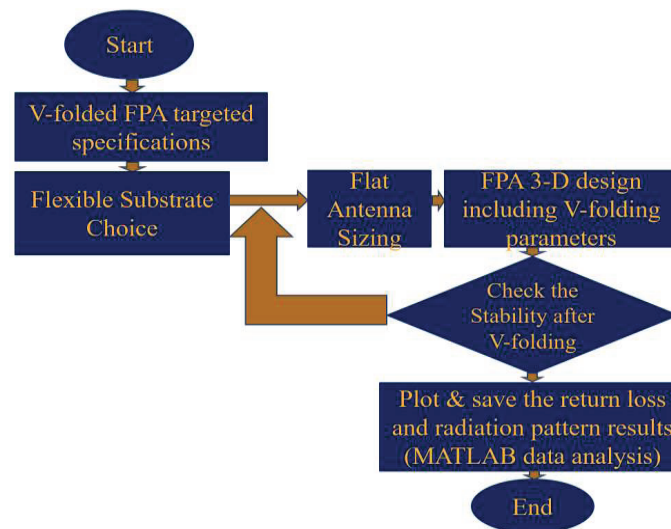 Start
V-folded FPA targeted
specifications
Flexible Substrate
Choice
Flat
Antenna
Sizing
FPA 3-D design
including V-folding
parameters
Check the
Stability after
V-folding
Plot & save the return loss
and radiation pattern results
(MATLAB data analysis)
End